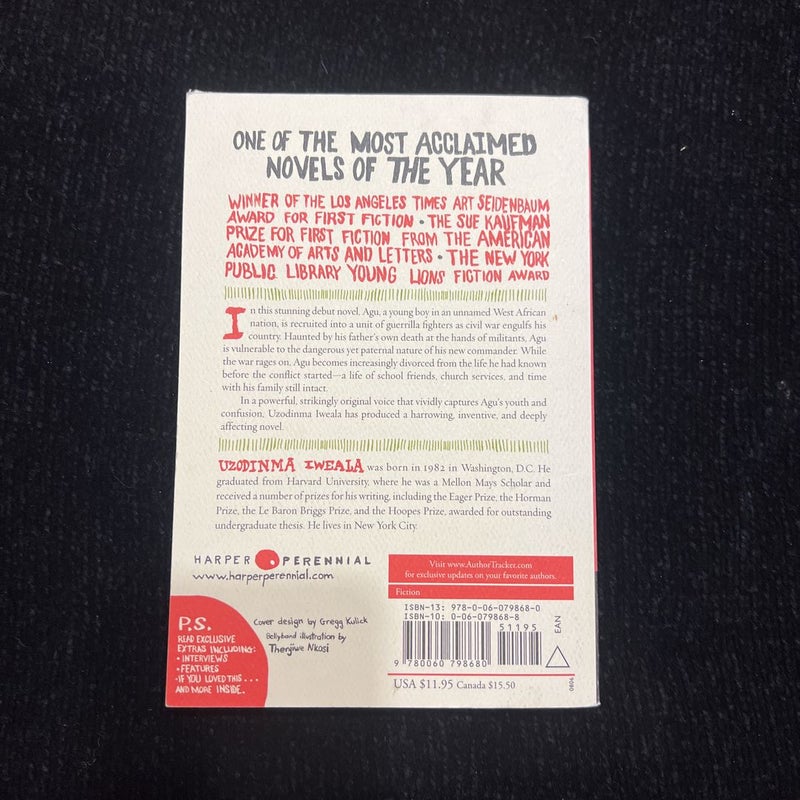 ONE OF THE MOST ACCLAIMED
NOVELS OF THE YEAR
WINNER OF THE LOS ANGELES TIMES ART SEIDENBAUM
AWARD FOR FIRST FICTION • THE SUE KAUFMAN
PRIZE FOR FIRST FICTION FROM THE AMERICAN
ACADEMY OF ARTS AND LETTERS • THE NEW YORK
PUBLIC LIBRARY YOUNG LIONS FICTION AWARD
In this stunning debut novel, Agu, a young boy in an unnamed West African
nation, is recruited into a unit of guerrilla fighters as civil war engulfs his
country. Haunted by his father's own death at the hands of militants, Agu
is vulnerable to the dangerous yet paternal nature of his new commander. While
the war rages on, Agu becomes increasingly divorced from the life he had known
before the conflict started—a life of school friends, church services, and time
with his family still intact.
In a powerful, strikingly original voice that vividly captures Agu's youth and
confusion, Uzodinma Iweala has produced a harrowing, inventive, and deeply
affecting novel.
UZODINMA IWEALA was born in 1982 in Washington, D.C. He
graduated from Harvard University, where he was a Mellon Mays Scholar and
received a number of prizes for his writing, including the Eager Prize, the Horman
Prize, the Le Baron Briggs Prize, and the Hoopes Prize, awarded for outstanding
undergraduate thesis. He lives in New York City.
HARPER PERENNIAL
www.harperperennial.com
Visit www.AuthorTracker.com
for exclusive updates on your favorite authors.
Fiction
P.S.
READ EXCLUSIVE
EXTRAS INCLUDING:
• INTERVIEWS
• FEATURES
• IF YOU LOVED THIS . . .
AND MORE INSIDE.
Cover design by Gregg Kulick
Bellyband illustration by
Thenjiwe Nkosi
ISBN-13: 978-0-06-079868-0
ISBN-10: 0-06-079868-8
51195
EAN
9 780060 798680
USA $11.95 Canada $15.50
0806